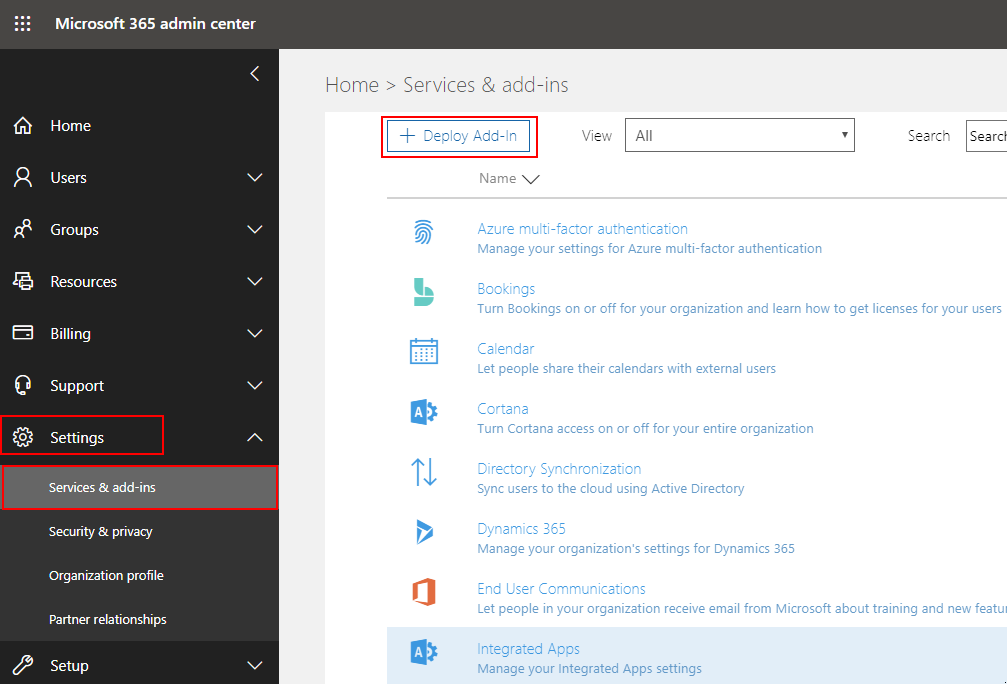 Microsoft 365 admin center
Home
Users
Groups
Resources
Billing
Support
Settings
Services & add-ins
Security & privacy
Organization profile
Partner relationships
Setup
Home > Services & add-ins
+ Deploy Add-In
View
All
Search
Search
Name
Azure multi-factor authentication
Manage your settings for Azure multi-factor authentication
Bookings
Turn Bookings on or off for your organization and learn how to get licenses for your users
Calendar
Let people share their calendars with external users
A
Cortana
Turn Cortana access on or off for your entire organization
Directory Synchronization
Sync users to the cloud using Active Directory
Dynamics 365
Manage your organization's settings for Dynamics 365
End User Communications
Let people in your organization receive email from Microsoft about training and new featu
A
Integrated Apps
Manage your Integrated Apps settings